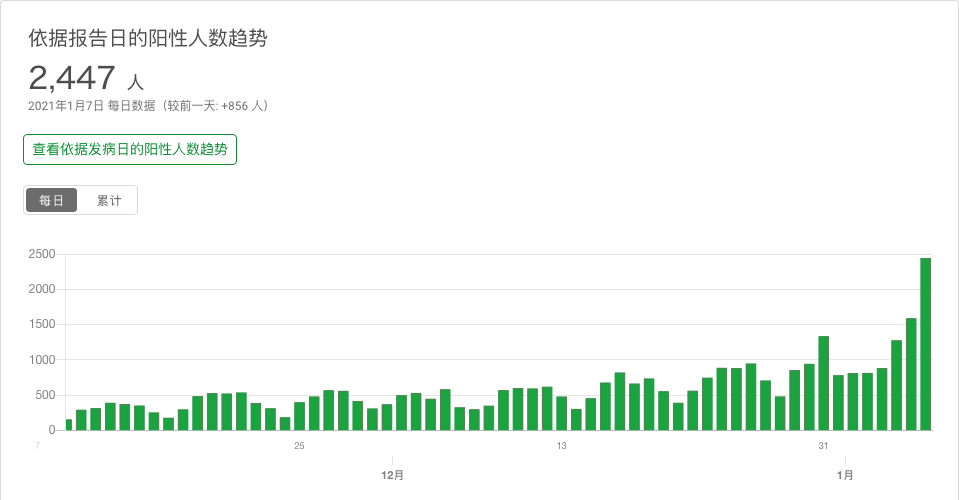 依据报告日的阳性人数趋势
2,447 人
2021年1月7日 每日数据（较前一天: +856 人）
查看依据发病日的阳性人数趋势
每日 累计
2500
2000
1500
1000
500
0
7 25 13 31
12月 1月